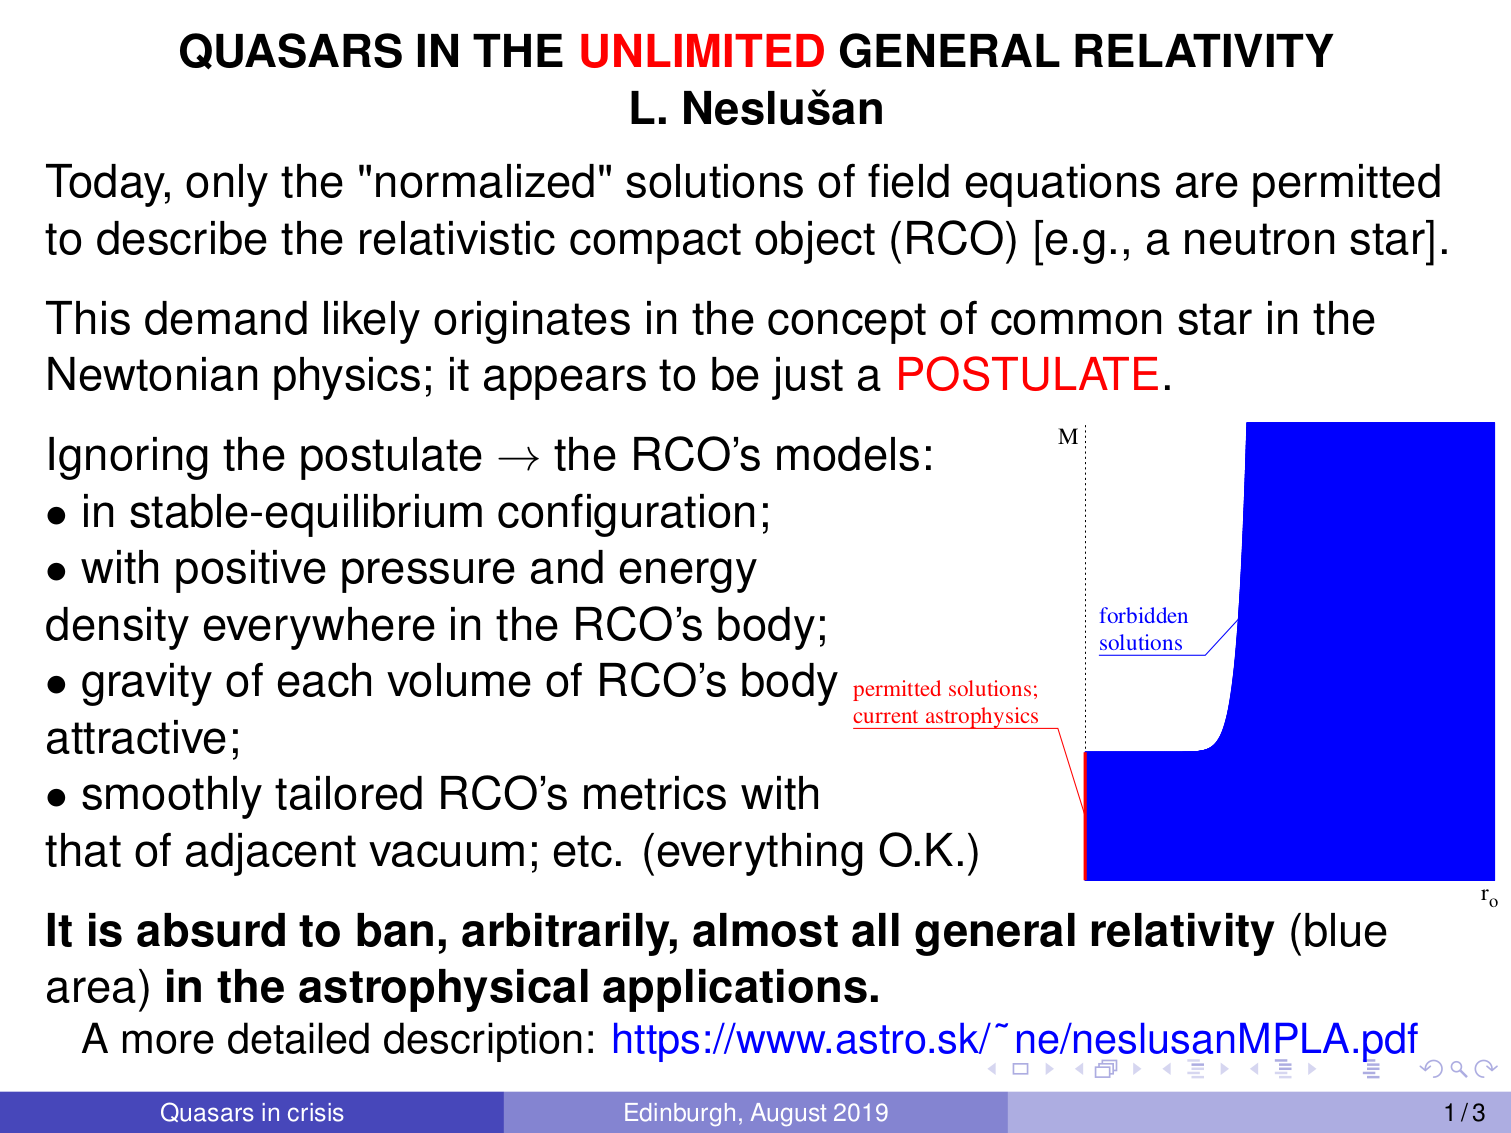 QUASARS IN THE UNLIMITED GENERAL RELATIVITY
L. Neslušan
Today, only the "normalized" solutions of field equations are permitted
to describe the relativistic compact object (RCO) [e.g., a neutron star].
This demand likely originates in the concept of common star in the
Newtonian physics; it appears to be just a POSTULATE.
Ignoring the postulate → the RCO's models:
• in stable-equilibrium configuration;
• with positive pressure and energy
density everywhere in the RCO's body;
• gravity of each volume of RCO's body
attractive;
• smoothly tailored RCO's metrics with
that of adjacent vacuum; etc. (everything O.K.)
M
forbidden
solutions
permitted solutions;
current astrophysics
r₀
It is absurd to ban, arbitrarily, almost all general relativity (blue
area) in the astrophysical applications.
A more detailed description: https://www.astro.sk/˜ne/neslusanMPLA.pdf
Quasars in crisis
Edinburgh, August 2019
1 / 3